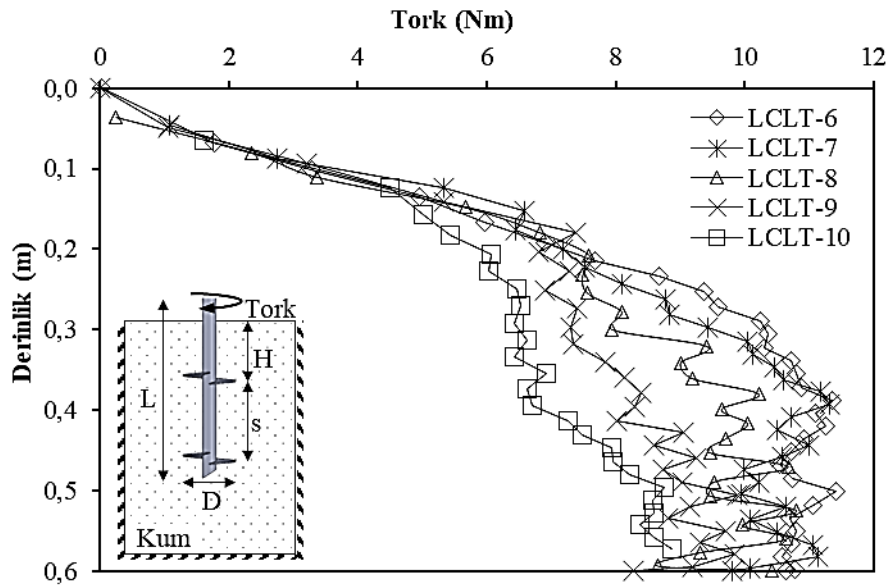 Tork (Nm)
0 2 4 6 8 10 12
Derinlik (m)
0,0
0,1
0,2
0,3
0,4
0,5
0,6
LCLT-6
LCLT-7
LCLT-8
LCLT-9
LCLT-10
Tork
H
L
s
D
Kum